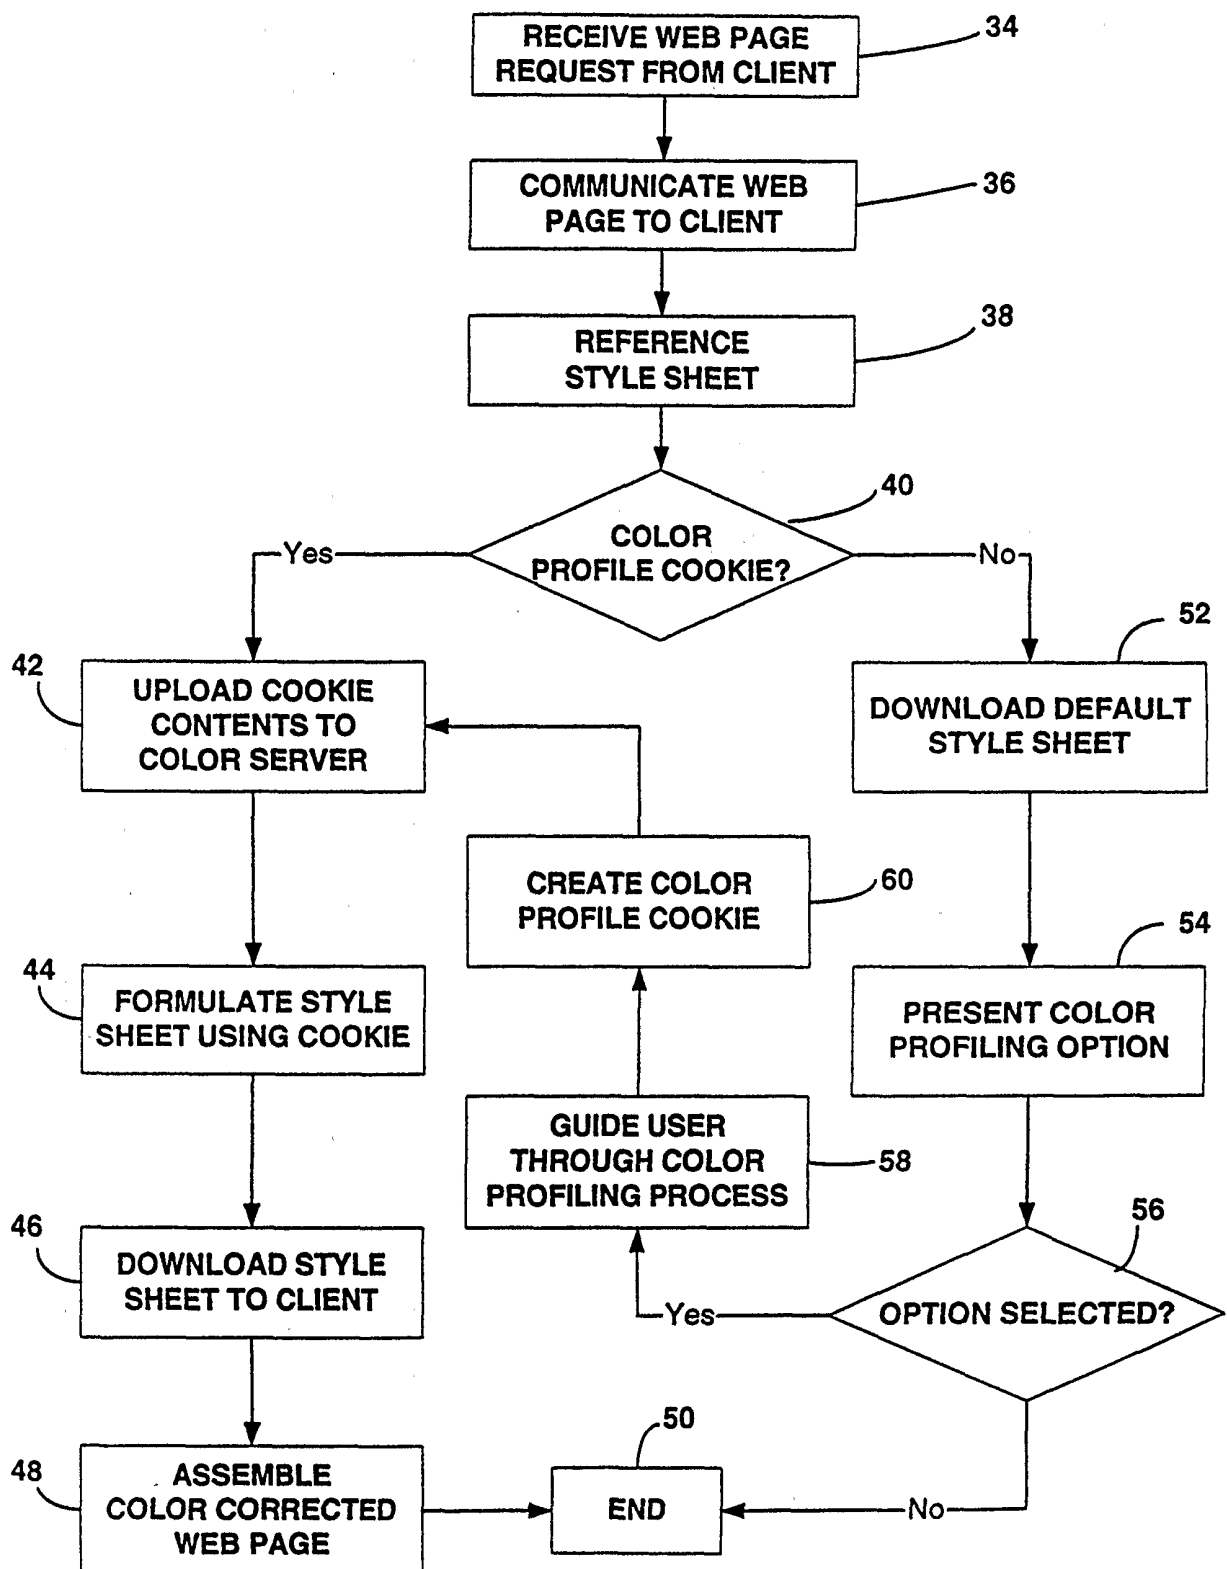 RECEIVE WEB PAGE
REQUEST FROM CLIENT
34
COMMUNICATE WEB
PAGE TO CLIENT
36
REFERENCE
STYLE SHEET
38
COLOR
PROFILE COOKIE?
40
Yes
No
42
UPLOAD COOKIE
CONTENTS TO
COLOR SERVER
52
DOWNLOAD DEFAULT
STYLE SHEET
CREATE COLOR
PROFILE COOKIE
60
44
FORMULATE STYLE
SHEET USING COOKIE
54
PRESENT COLOR
PROFILING OPTION
GUIDE USER
THROUGH COLOR
PROFILING PROCESS
58
46
DOWNLOAD STYLE
SHEET TO CLIENT
56
OPTION SELECTED?
Yes
48
ASSEMBLE
COLOR CORRECTED
WEB PAGE
50
END
No